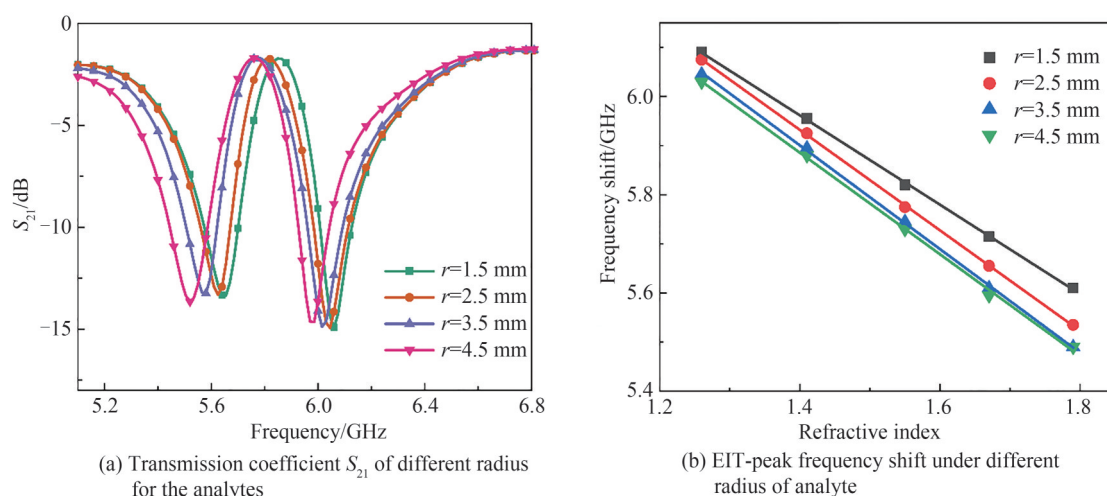 0
−5
−10
−15
S21/dB
r=1.5 mm
r=2.5 mm
r=3.5 mm
r=4.5 mm
5.2 5.6 6.0 6.4 6.8
Frequency/GHz
(a) Transmission coefficient S21 of different radius
for the analytes
6.0
5.8
5.6
5.4
Frequency shift/GHz
r=1.5 mm
r=2.5 mm
r=3.5 mm
r=4.5 mm
1.2 1.4 1.6 1.8
Refractive index
(b) EIT-peak frequency shift under different
radius of analyte